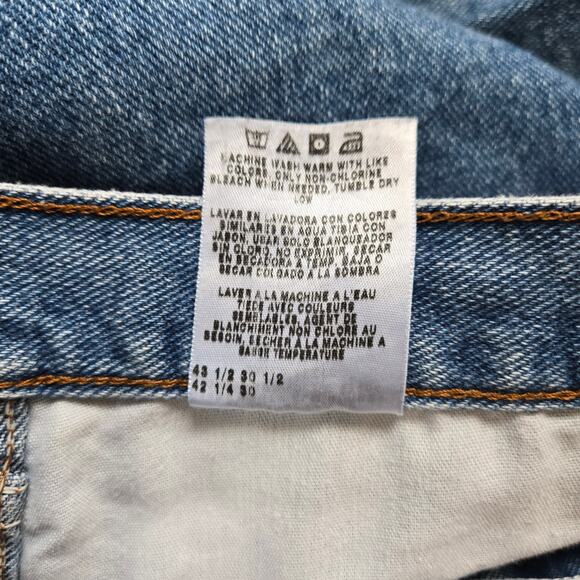 MACHINE WASH WARM WITH LIKE
COLORS, ONLY NON-CHLORINE
BLEACH WHEN NEEDED, TUMBLE DRY
LOW
LAVAR EN LAVADORA CON COLORES
SIMILARES EN AGUA TIBIA CON
JABON, USAR SOLO BLANQUEADOR
SIN CLORO, NO EXPRIMIR, SECAR
EN SECADORA A TEMP. BAJA O
SECAR COLGADO A LA SOMBRA
LAVER A LA MACHINE A L'EAU
TIEDE AVEC COULEURS
SEMBLABLES, AGENT DE
BLANCHIMENT NON CHLORE AU
BESOIN, SECHER A LA MACHINE A
BASSE TEMPERATURE
43 1/2 30 1/2
42 1/4 30